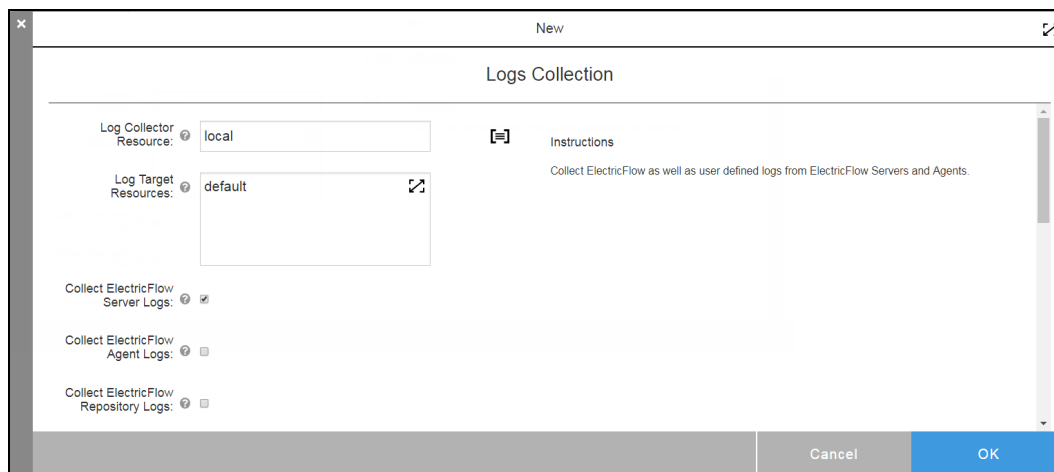 New
Logs Collection
Log Collector
Resource:
local
Instructions
Collect ElectricFlow as well as user defined logs from ElectricFlow Servers and Agents.
Log Target
Resources:
default
Collect ElectricFlow
Server Logs:
Collect ElectricFlow
Agent Logs:
Collect ElectricFlow
Repository Logs:
Cancel
OK